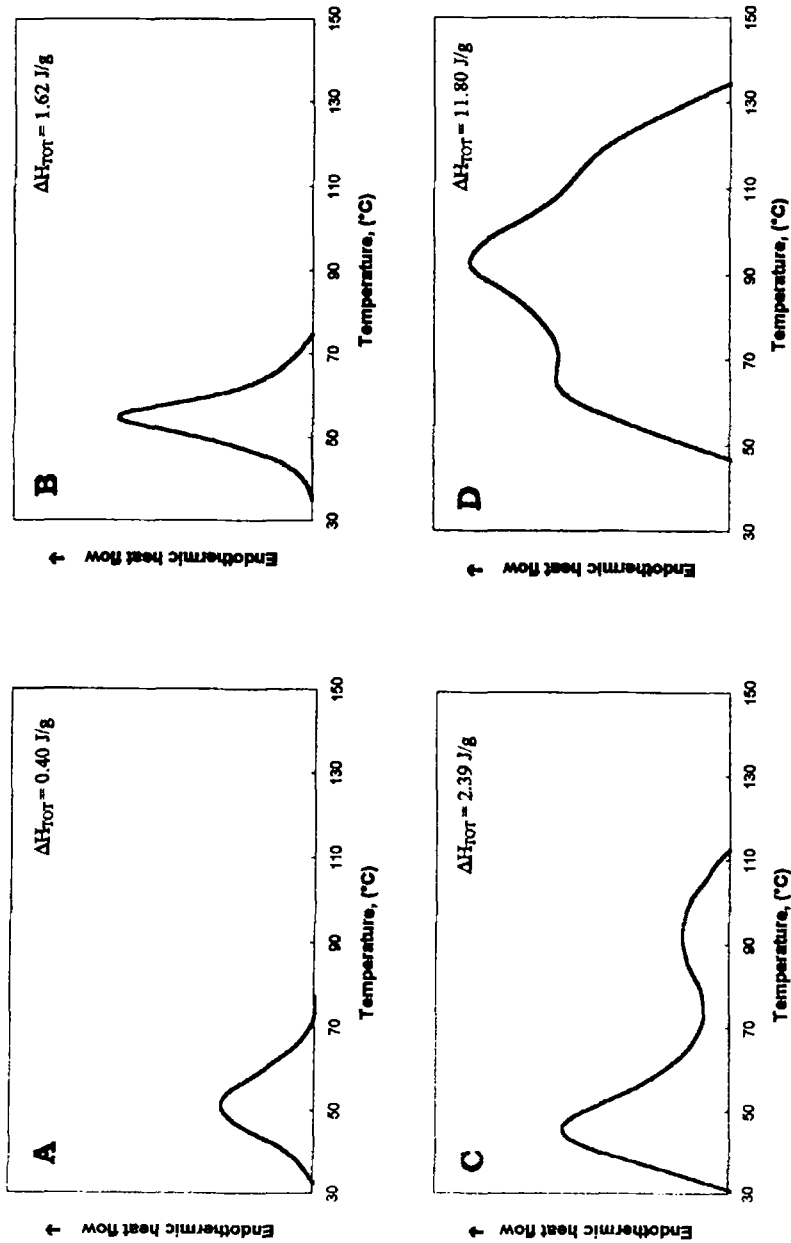 A
ΔH_TOT = 0.40 J/g
Endothermic heat flow →
30 50 70 90 110 130 150
Temperature, (°C)
B
ΔH_TOT = 1.62 J/g
Endothermic heat flow →
30 50 70 90 110 130 150
Temperature, (°C)
C
ΔH_TOT = 2.39 J/g
Endothermic heat flow →
30 50 70 90 110 130 150
Temperature, (°C)
D
ΔH_TOT = 11.80 J/g
Endothermic heat flow →
30 50 70 90 110 130 150
Temperature, (°C)